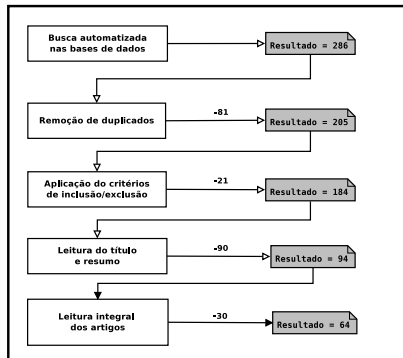 Busca automatizada
nas bases de dados
Resultado = 286
Remoção de duplicados
-81
Resultado = 205
Aplicação do critérios
de inclusão/exclusão
-21
Resultado = 184
Leitura do título
e resumo
-90
Resultado = 94
Leitura integral
dos artigos
-30
Resultado = 64